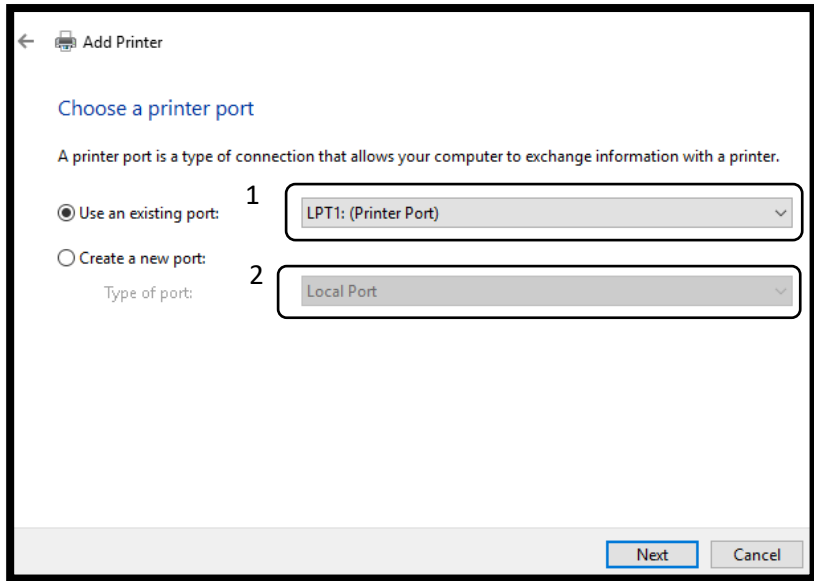 Add Printer
Choose a printer port
A printer port is a type of connection that allows your computer to exchange information with a printer.
Use an existing port: 1 LPT1: (Printer Port)
Create a new port:
Type of port: 2 Local Port
Next Cancel